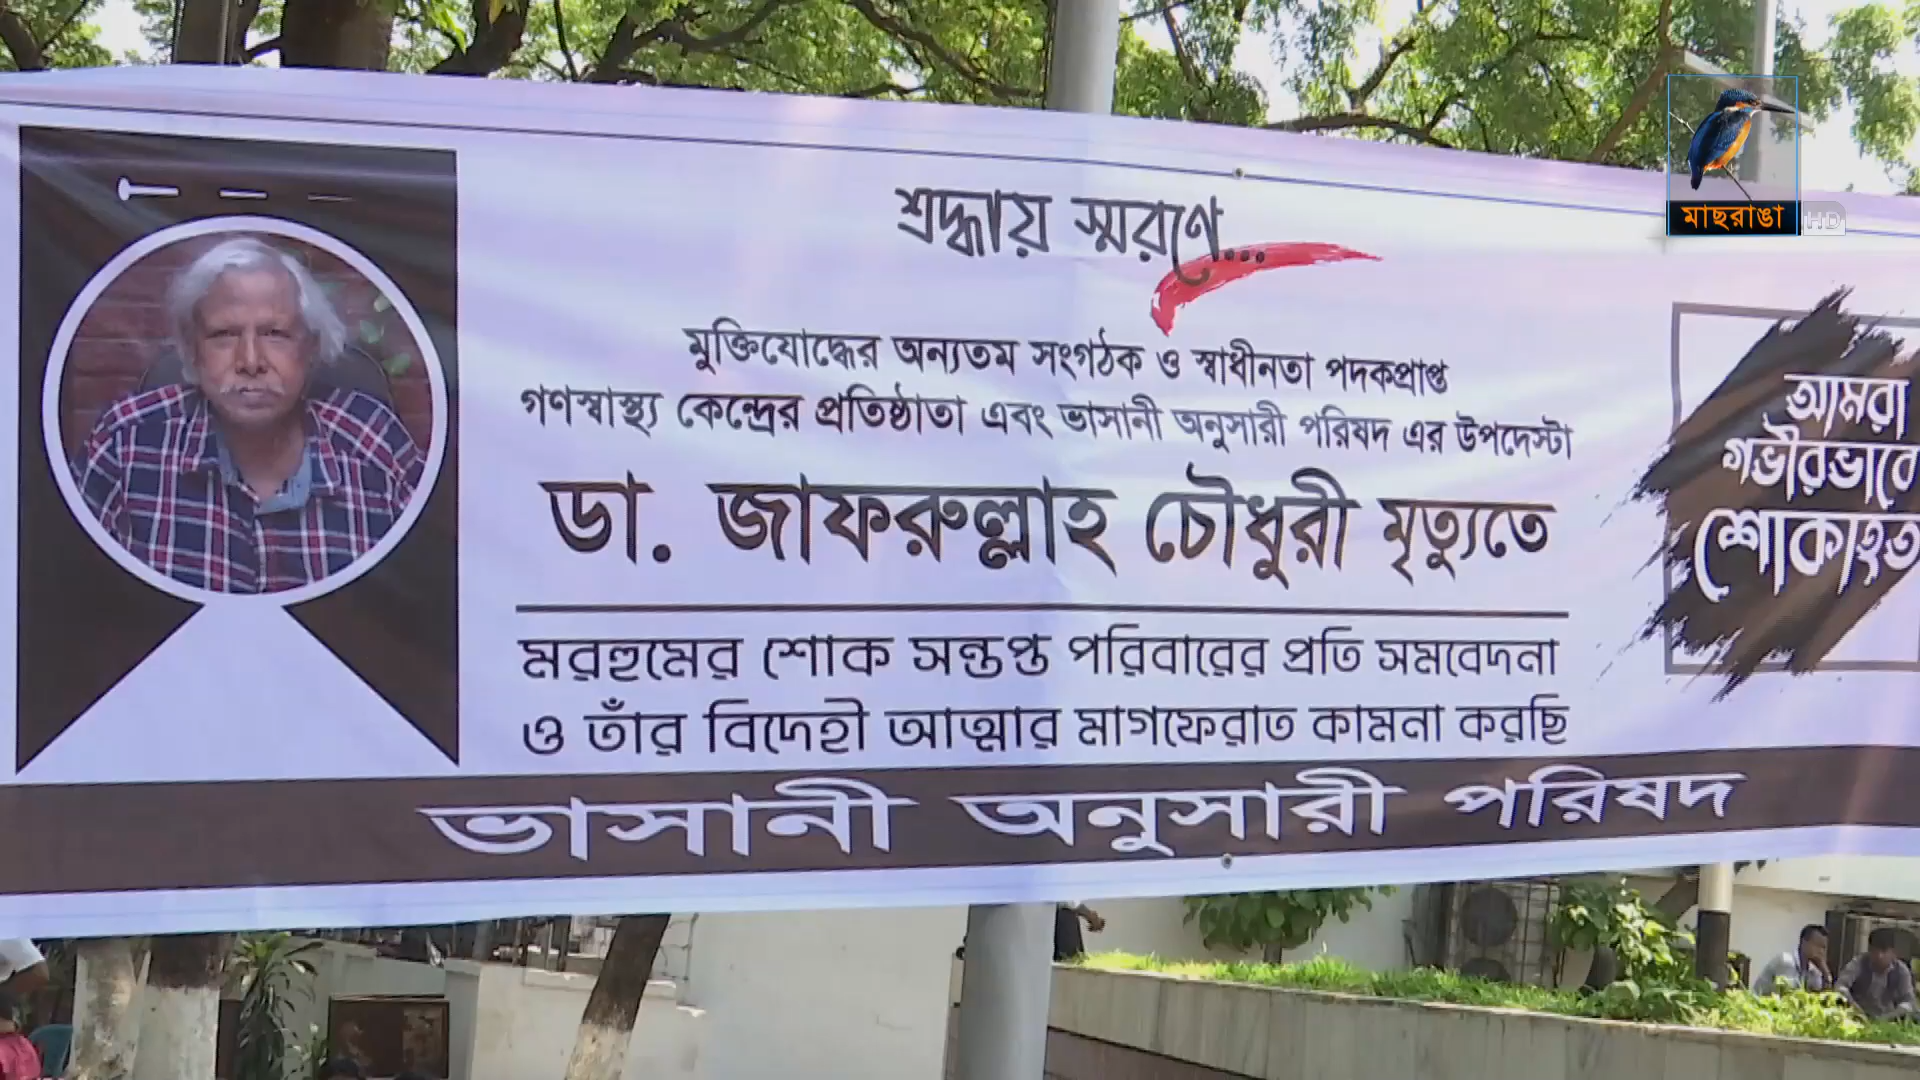 শ্রদ্ধায় স্মরণে...
মুক্তিযোদ্ধের অন্যতম সংগঠক ও স্বাধীনতা পদকপ্রাপ্ত
গণস্বাস্থ্য কেন্দ্রের প্রতিষ্ঠাতা এবং ভাসানী অনুসারী পরিষদ এর উপদেস্টা
ডা. জাফরুল্লাহ চৌধুরী মৃত্যুতে
মরহুমের শোক সন্তপ্ত পরিবারের প্রতি সমবেদনা
ও তাঁর বিদেহী আত্মার মাগফেরাত কামনা করছি
ভাসানী অনুসারী পরিষদ
আমরা
গভীরভাবে
শোকাহত
মাছরাঙা HD